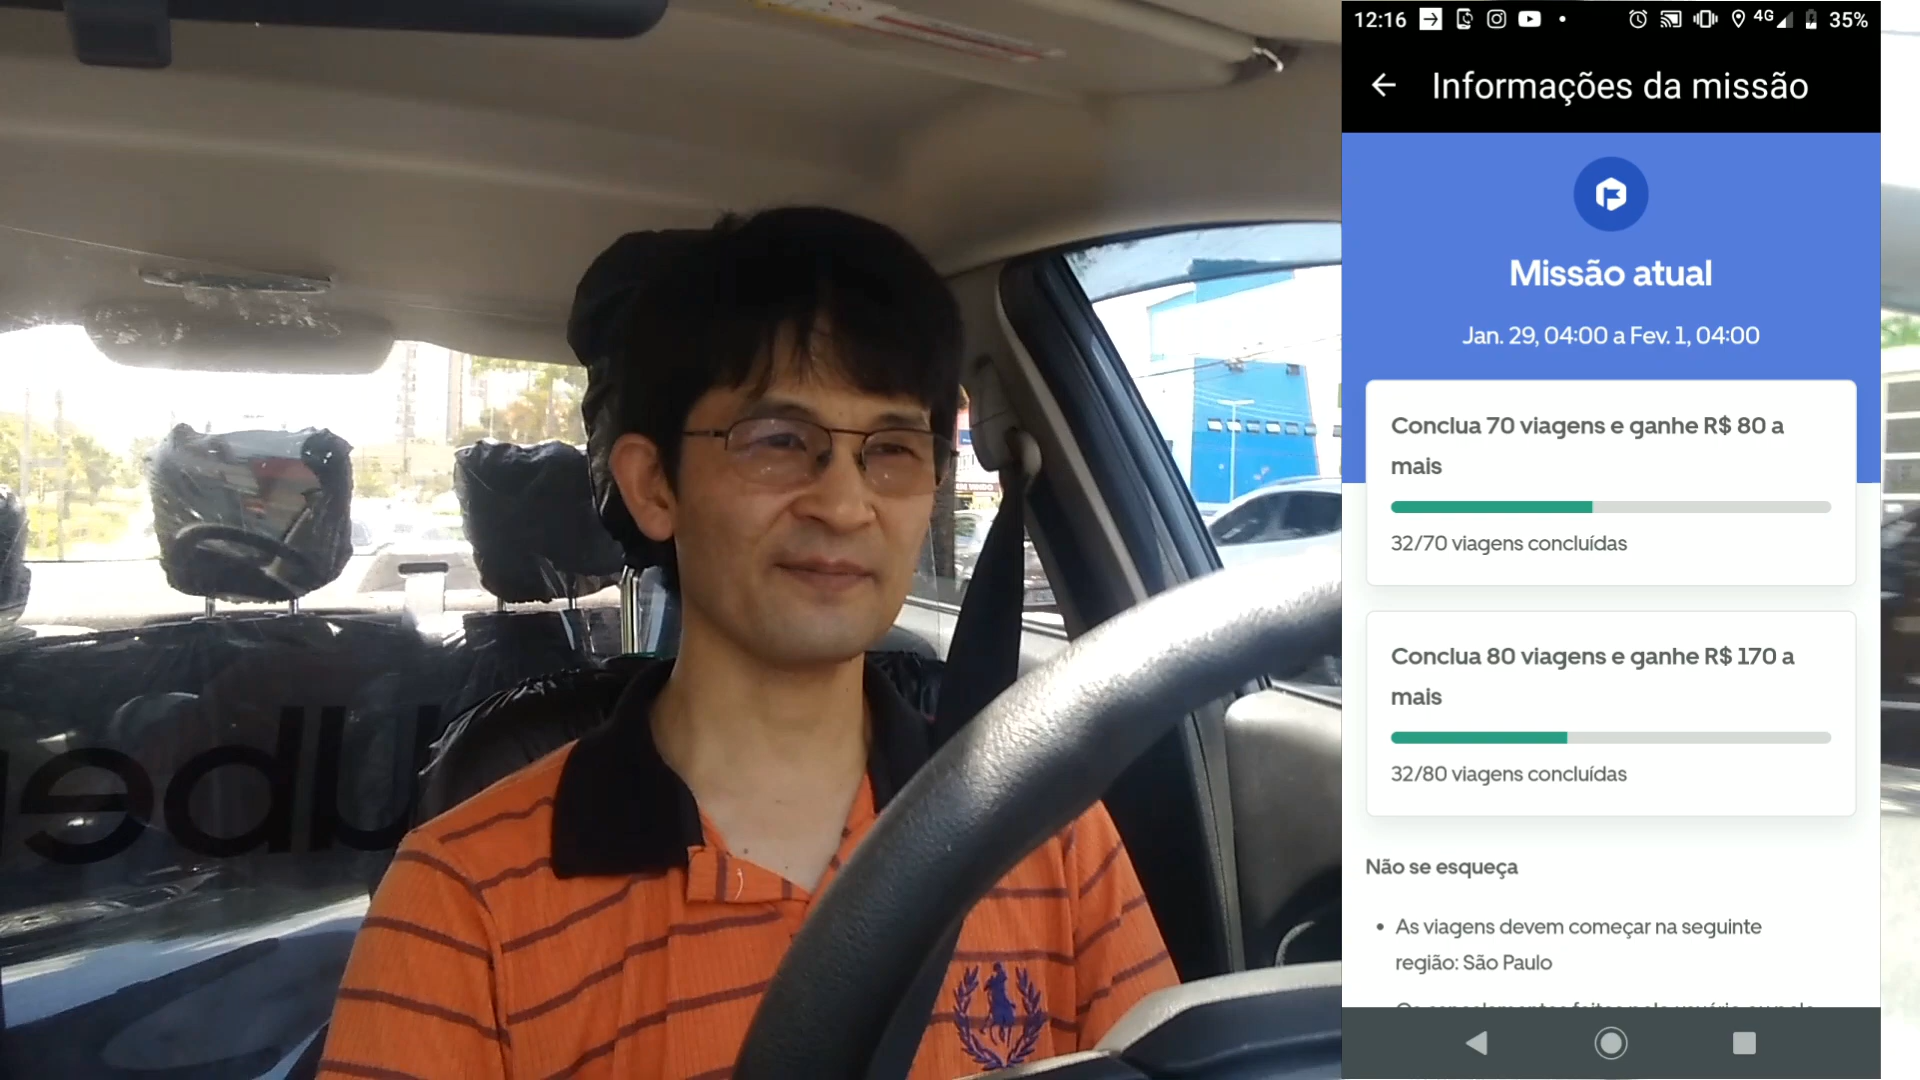 12:16
4G
35%
Informações da missão
Missão atual
Jan. 29, 04:00 a Fev. 1, 04:00
Conclua 70 viagens e ganhe R$ 80 a
mais
32/70 viagens concluídas
Conclua 80 viagens e ganhe R$ 170 a
mais
32/80 viagens concluídas
Não se esqueça
• As viagens devem começar na seguinte
região: São Paulo
Ube